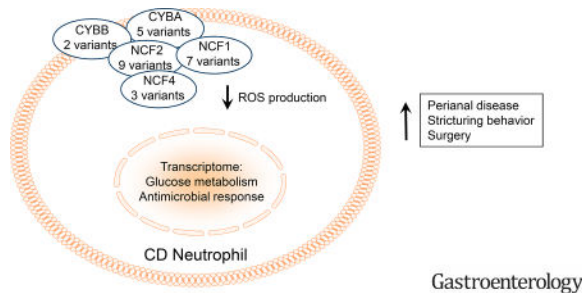 CYBA
5 variants
CYBB
2 variants
NCF2
9 variants
NCF1
7 variants
NCF4
3 variants
ROS production
Perianal disease
Stricturing behavior
Surgery
Transcriptome:
Glucose metabolism
Antimicrobial response
CD Neutrophil
Gastroenterology